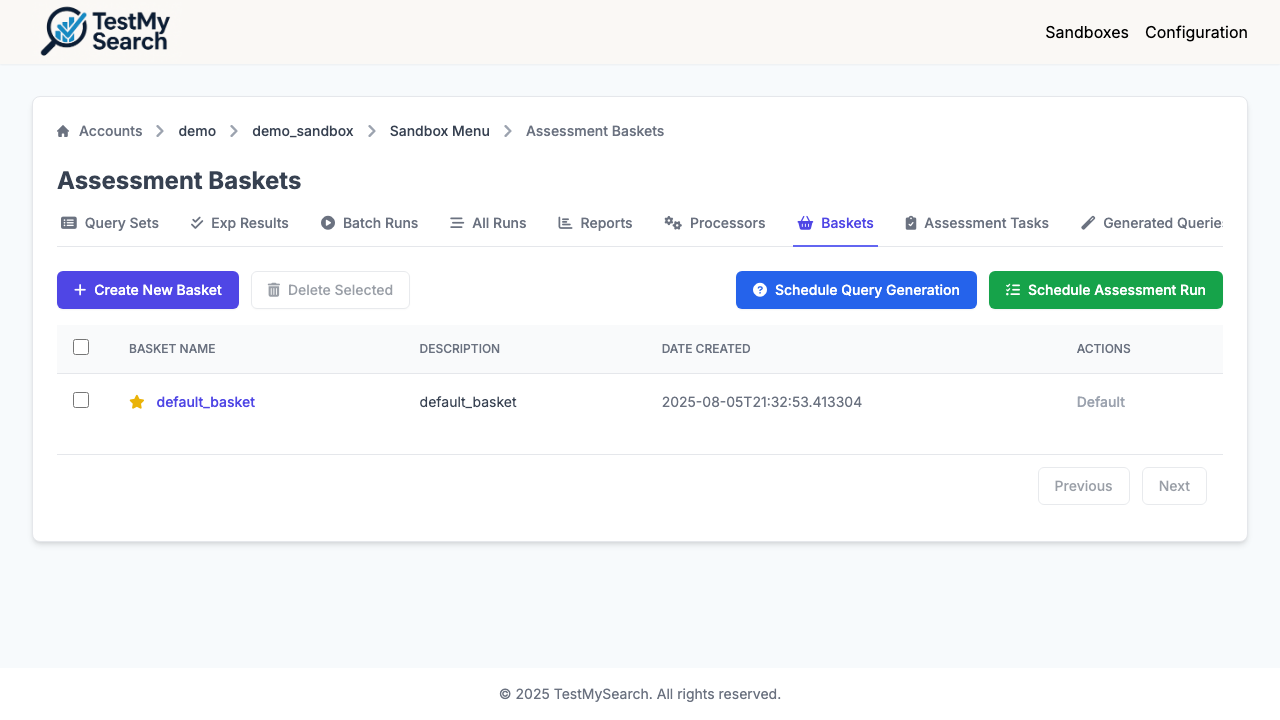 TestMy
Search
Sandboxes Configuration
Accounts demo demo_sandbox Sandbox Menu Assessment Baskets
Assessment Baskets
Query Sets Exp Results Batch Runs All Runs Reports Processors Baskets Assessment Tasks Generated Querie
Create New Basket Delete Selected Schedule Query Generation Schedule Assessment Run
BASKET NAME DESCRIPTION DATE CREATED ACTIONS
default_basket default_basket 2025-08-05T21:32:53.413304 Default
Previous Next
© 2025 TestMySearch. All rights reserved.